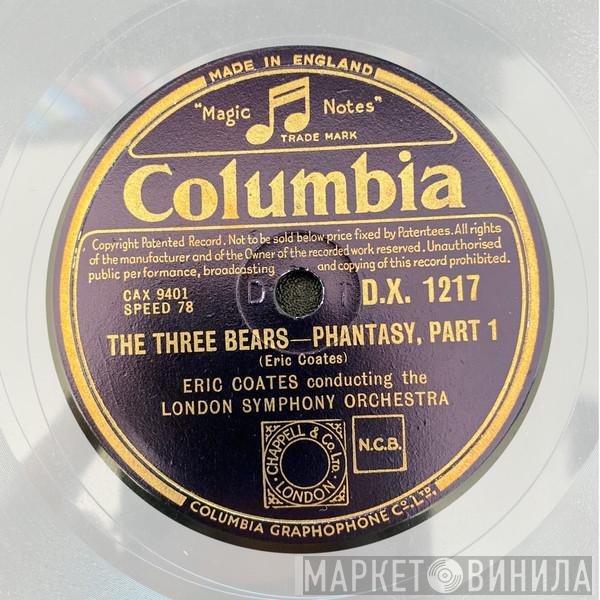 MADE IN ENGLAND
"Magic Notes"
TRADE MARK
Columbia
Copyright Patented Record. Not to be sold below price fixed by Patentees. All rights
of the manufacturer and of the Owner of the recorded work reserved. Unauthorised
public performance, broadcasting and copying of this record prohibited.
CAX 9401
SPEED 78
D.X. 1217
THE THREE BEARS—PHANTASY, PART 1
(Eric Coates)
ERIC COATES conducting the
LONDON SYMPHONY ORCHESTRA
CHAPPELL & Co. LTD.
LONDON
N.C.B.
COLUMBIA GRAPHOPHONE Co. LTD.
МАРКЕТ ВИНИЛА